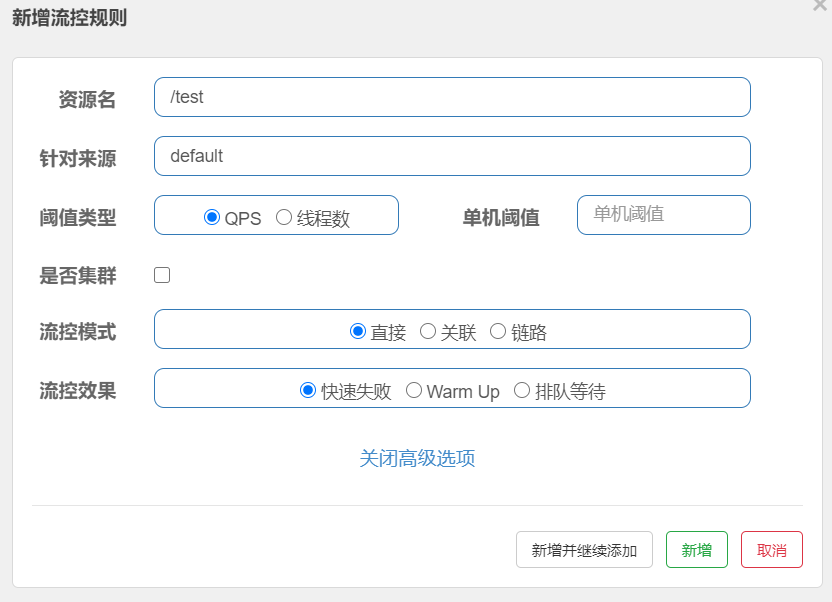 新增流控规则
资源名 /test
针对来源 default
阈值类型 QPS 线程数 单机阈值 单机阈值
是否集群
流控模式 直接 关联 链路
流控效果 快速失败 Warm Up 排队等待
关闭高级选项
新增并继续添加 新增 取消